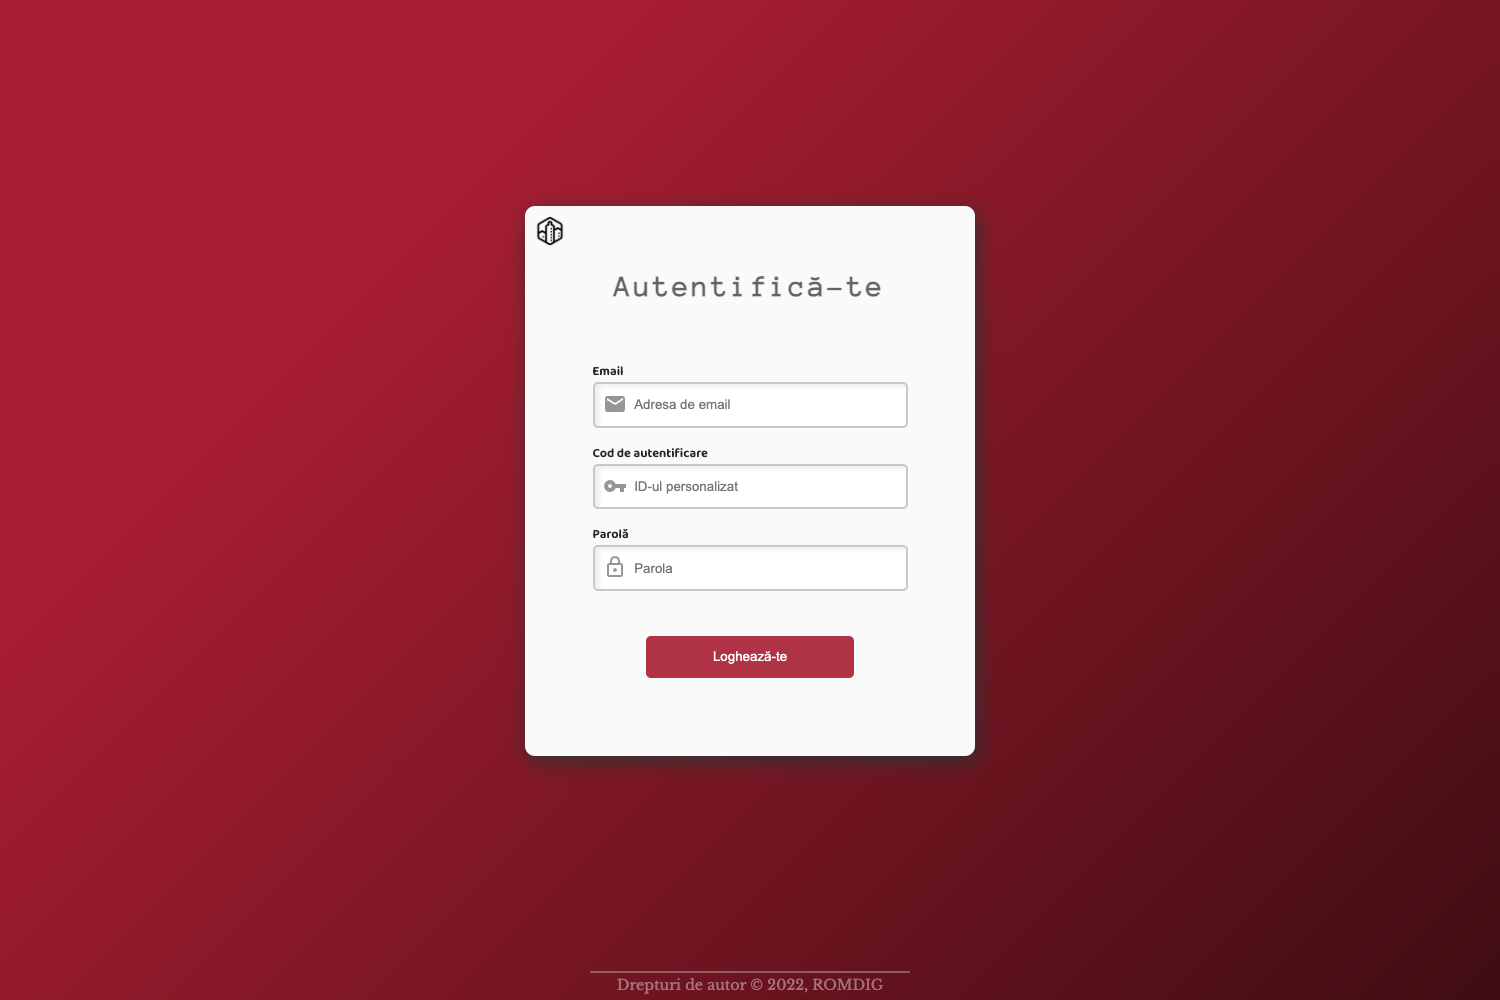 Autentifică-te
Email
Adresa de email
Cod de autentificare
ID-ul personalizat
Parolă
Parola
Loghează-te
Drepturi de autor © 2022, ROMDIG